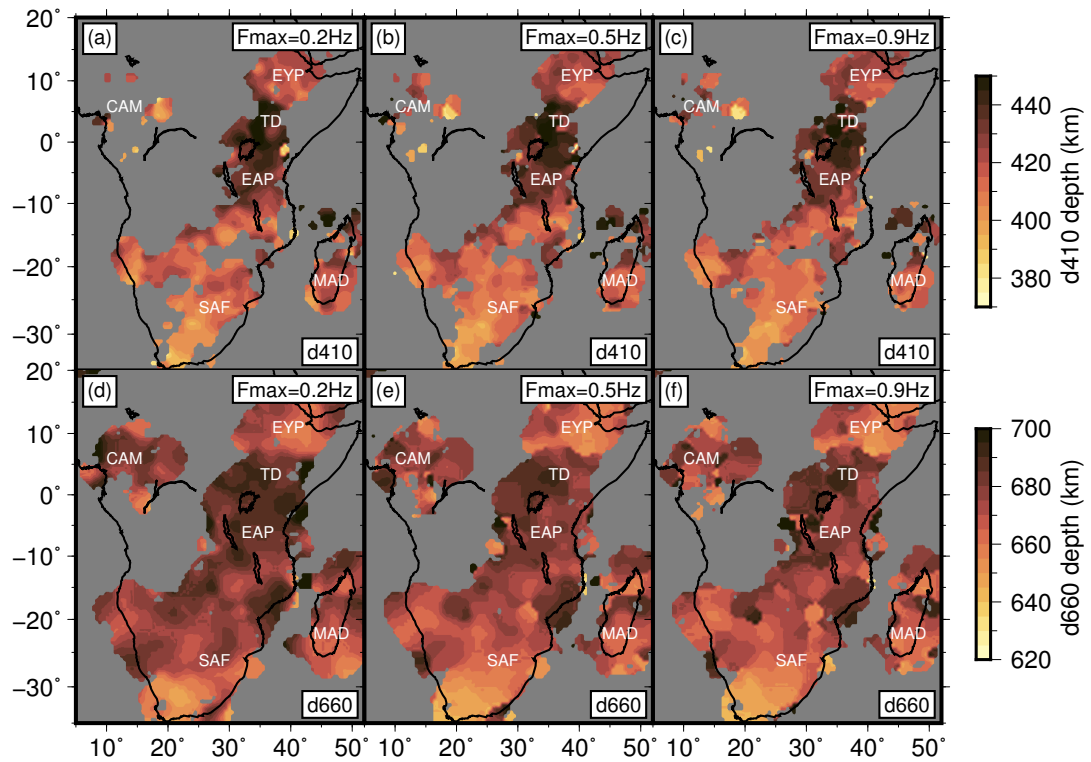 20˚ (a) Fmax=0.2Hz (b) Fmax=0.5Hz (c) Fmax=0.9Hz
10˚ EYP EYP EYP 440
CAM CAM CAM
TD TD TD
0˚ 420
EAP EAP EAP
−10˚ 400
−20˚ MAD MAD MAD 380
SAF SAF SAF
−30˚
d410 d410 d410
d410 depth (km)
20˚ (d) Fmax=0.2Hz (e) Fmax=0.5Hz (f) Fmax=0.9Hz
10˚ EYP EYP EYP 700
CAM CAM CAM
TD TD TD 680
0˚
EAP EAP EAP
−10˚ 660
−20˚ 640
MAD MAD MAD
SAF SAF SAF 620
−30˚
d660 d660 d660
d660 depth (km)
10˚ 20˚ 30˚ 40˚ 50˚ 10˚ 20˚ 30˚ 40˚ 50˚ 10˚ 20˚ 30˚ 40˚ 50˚